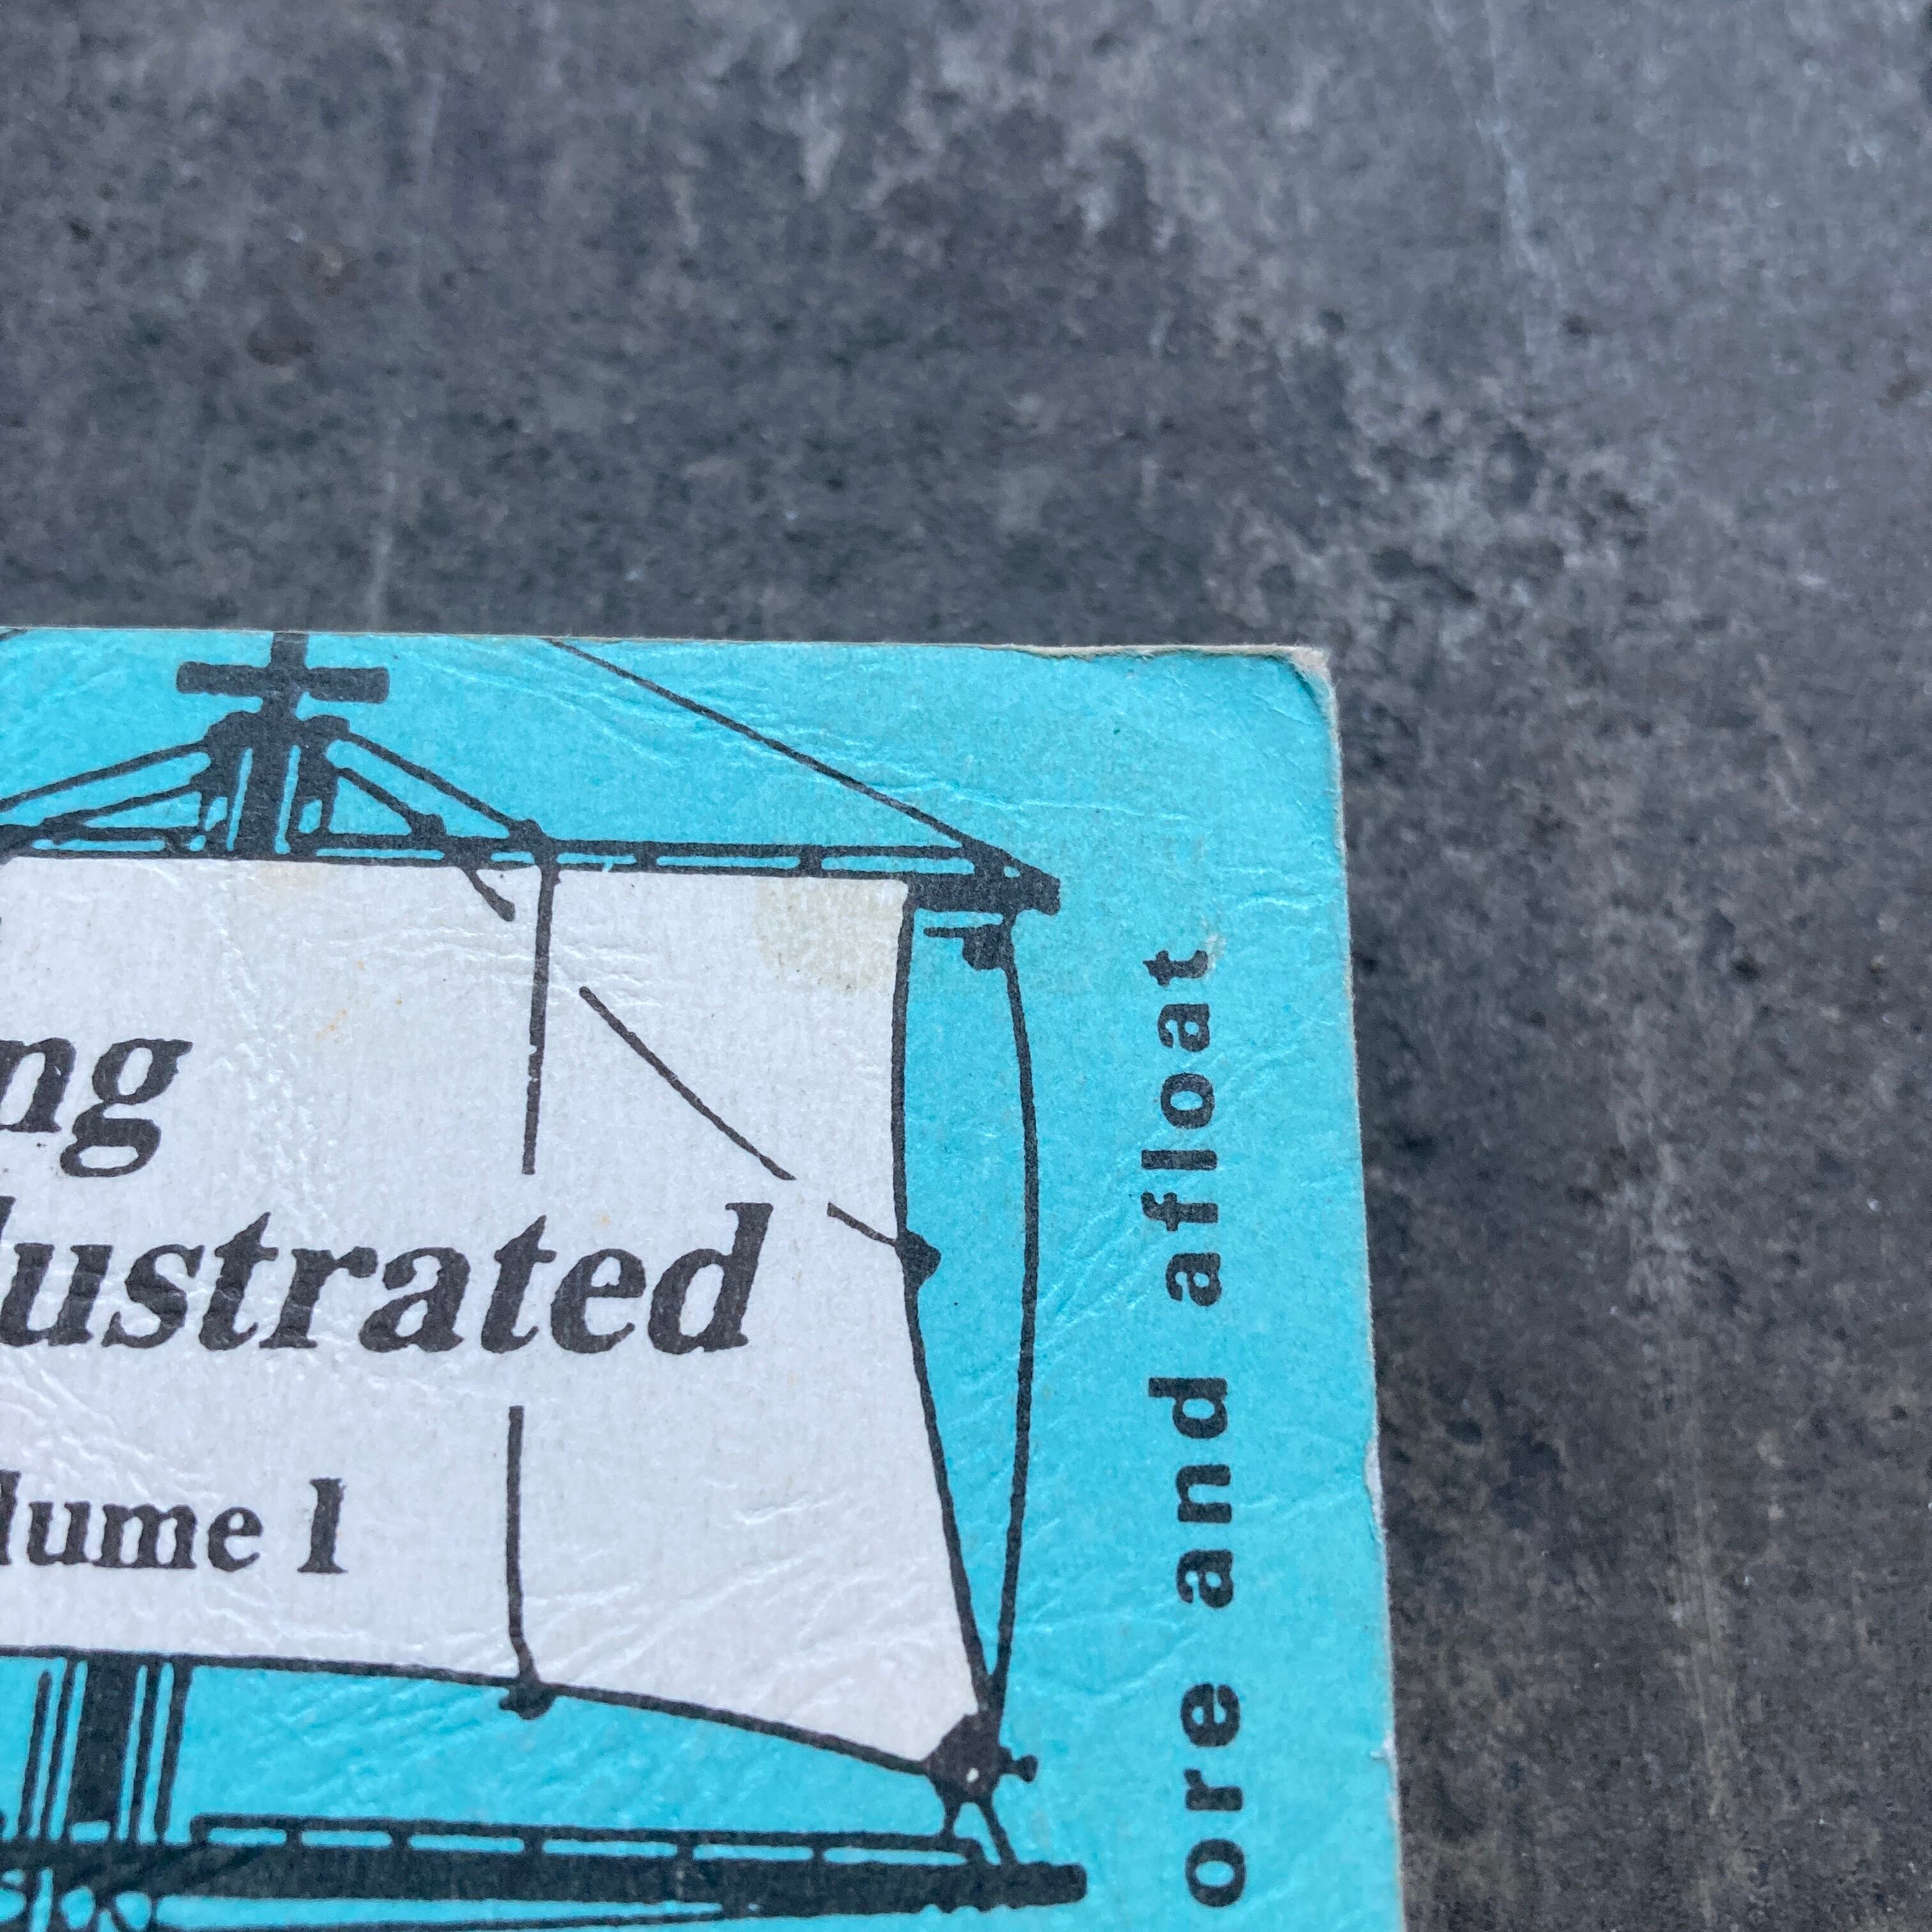 ng
lustrated
lume 1
ore and afloat